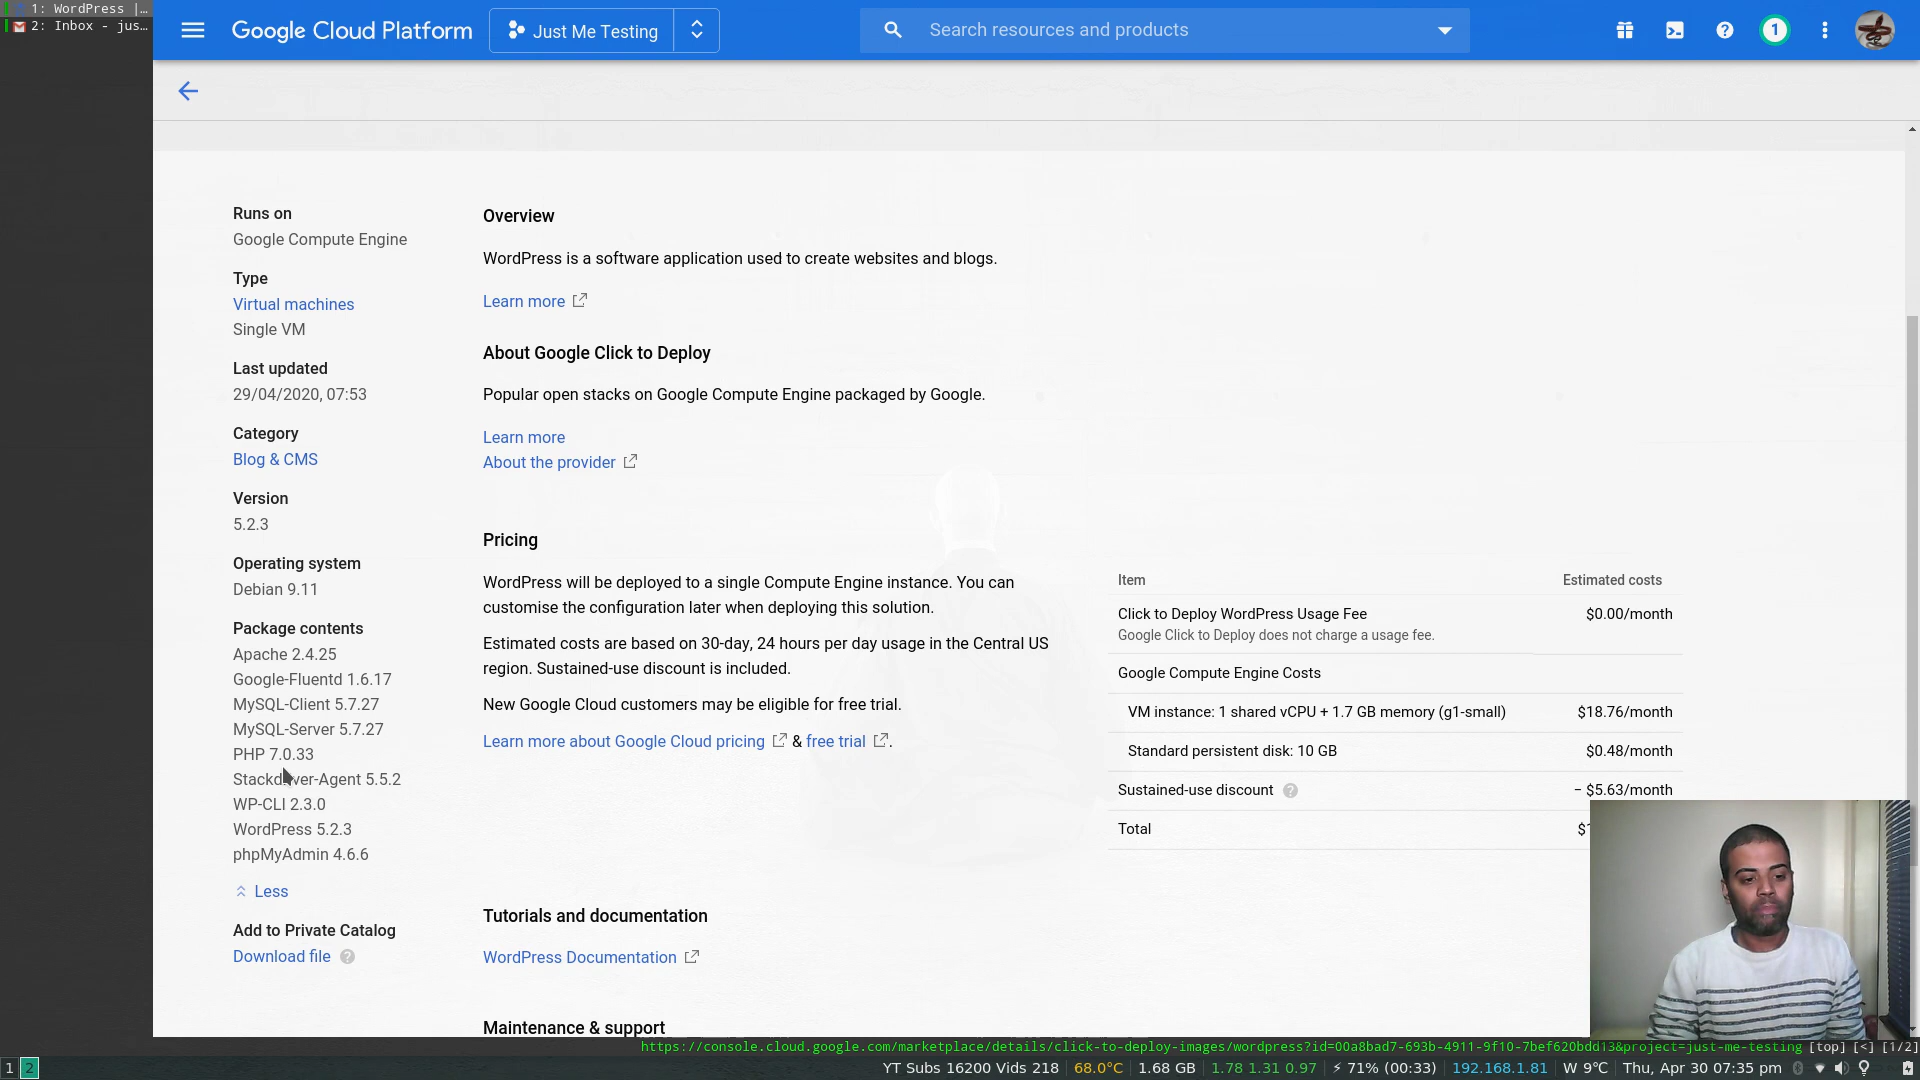 1: WordPress |…
2: Inbox - jus…
Google Cloud Platform
Just Me Testing
Search resources and products
1
Runs on
Google Compute Engine
Type
Virtual machines
Single VM
Last updated
29/04/2020, 07:53
Category
Blog & CMS
Version
5.2.3
Operating system
Debian 9.11
Package contents
Apache 2.4.25
Google-Fluentd 1.6.17
MySQL-Client 5.7.27
MySQL-Server 5.7.27
PHP 7.0.33
Stackdriver-Agent 5.5.2
WP-CLI 2.3.0
WordPress 5.2.3
phpMyAdmin 4.6.6
Less
Add to Private Catalog
Download file
Overview
WordPress is a software application used to create websites and blogs.
Learn more
About Google Click to Deploy
Popular open stacks on Google Compute Engine packaged by Google.
Learn more
About the provider
Pricing
WordPress will be deployed to a single Compute Engine instance. You can
customise the configuration later when deploying this solution.
Estimated costs are based on 30-day, 24 hours per day usage in the Central US
region. Sustained-use discount is included.
New Google Cloud customers may be eligible for free trial.
Learn more about Google Cloud pricing & free trial.
Item Estimated costs
Click to Deploy WordPress Usage Fee $0.00/month
Google Click to Deploy does not charge a usage fee.
Google Compute Engine Costs
VM instance: 1 shared vCPU + 1.7 GB memory (g1-small) $18.76/month
Standard persistent disk: 10 GB $0.48/month
Sustained-use discount − $5.63/month
Total
Tutorials and documentation
WordPress Documentation
Maintenance & support
https://console.cloud.google.com/marketplace/details/click-to-deploy-images/wordpress?id=00a8bad7-693b-4911-9f10-7bef620bdd13&project=just-me-testing [top] [<] [1/2]
1 2 YT Subs 16200 Vids 218 | 68.0°C | 1.68 GB | 1.78 1.31 0.97 | ⚡ 71% (00:33) | 192.168.1.81 | W 9°C | Thu, Apr 30 07:35 pm